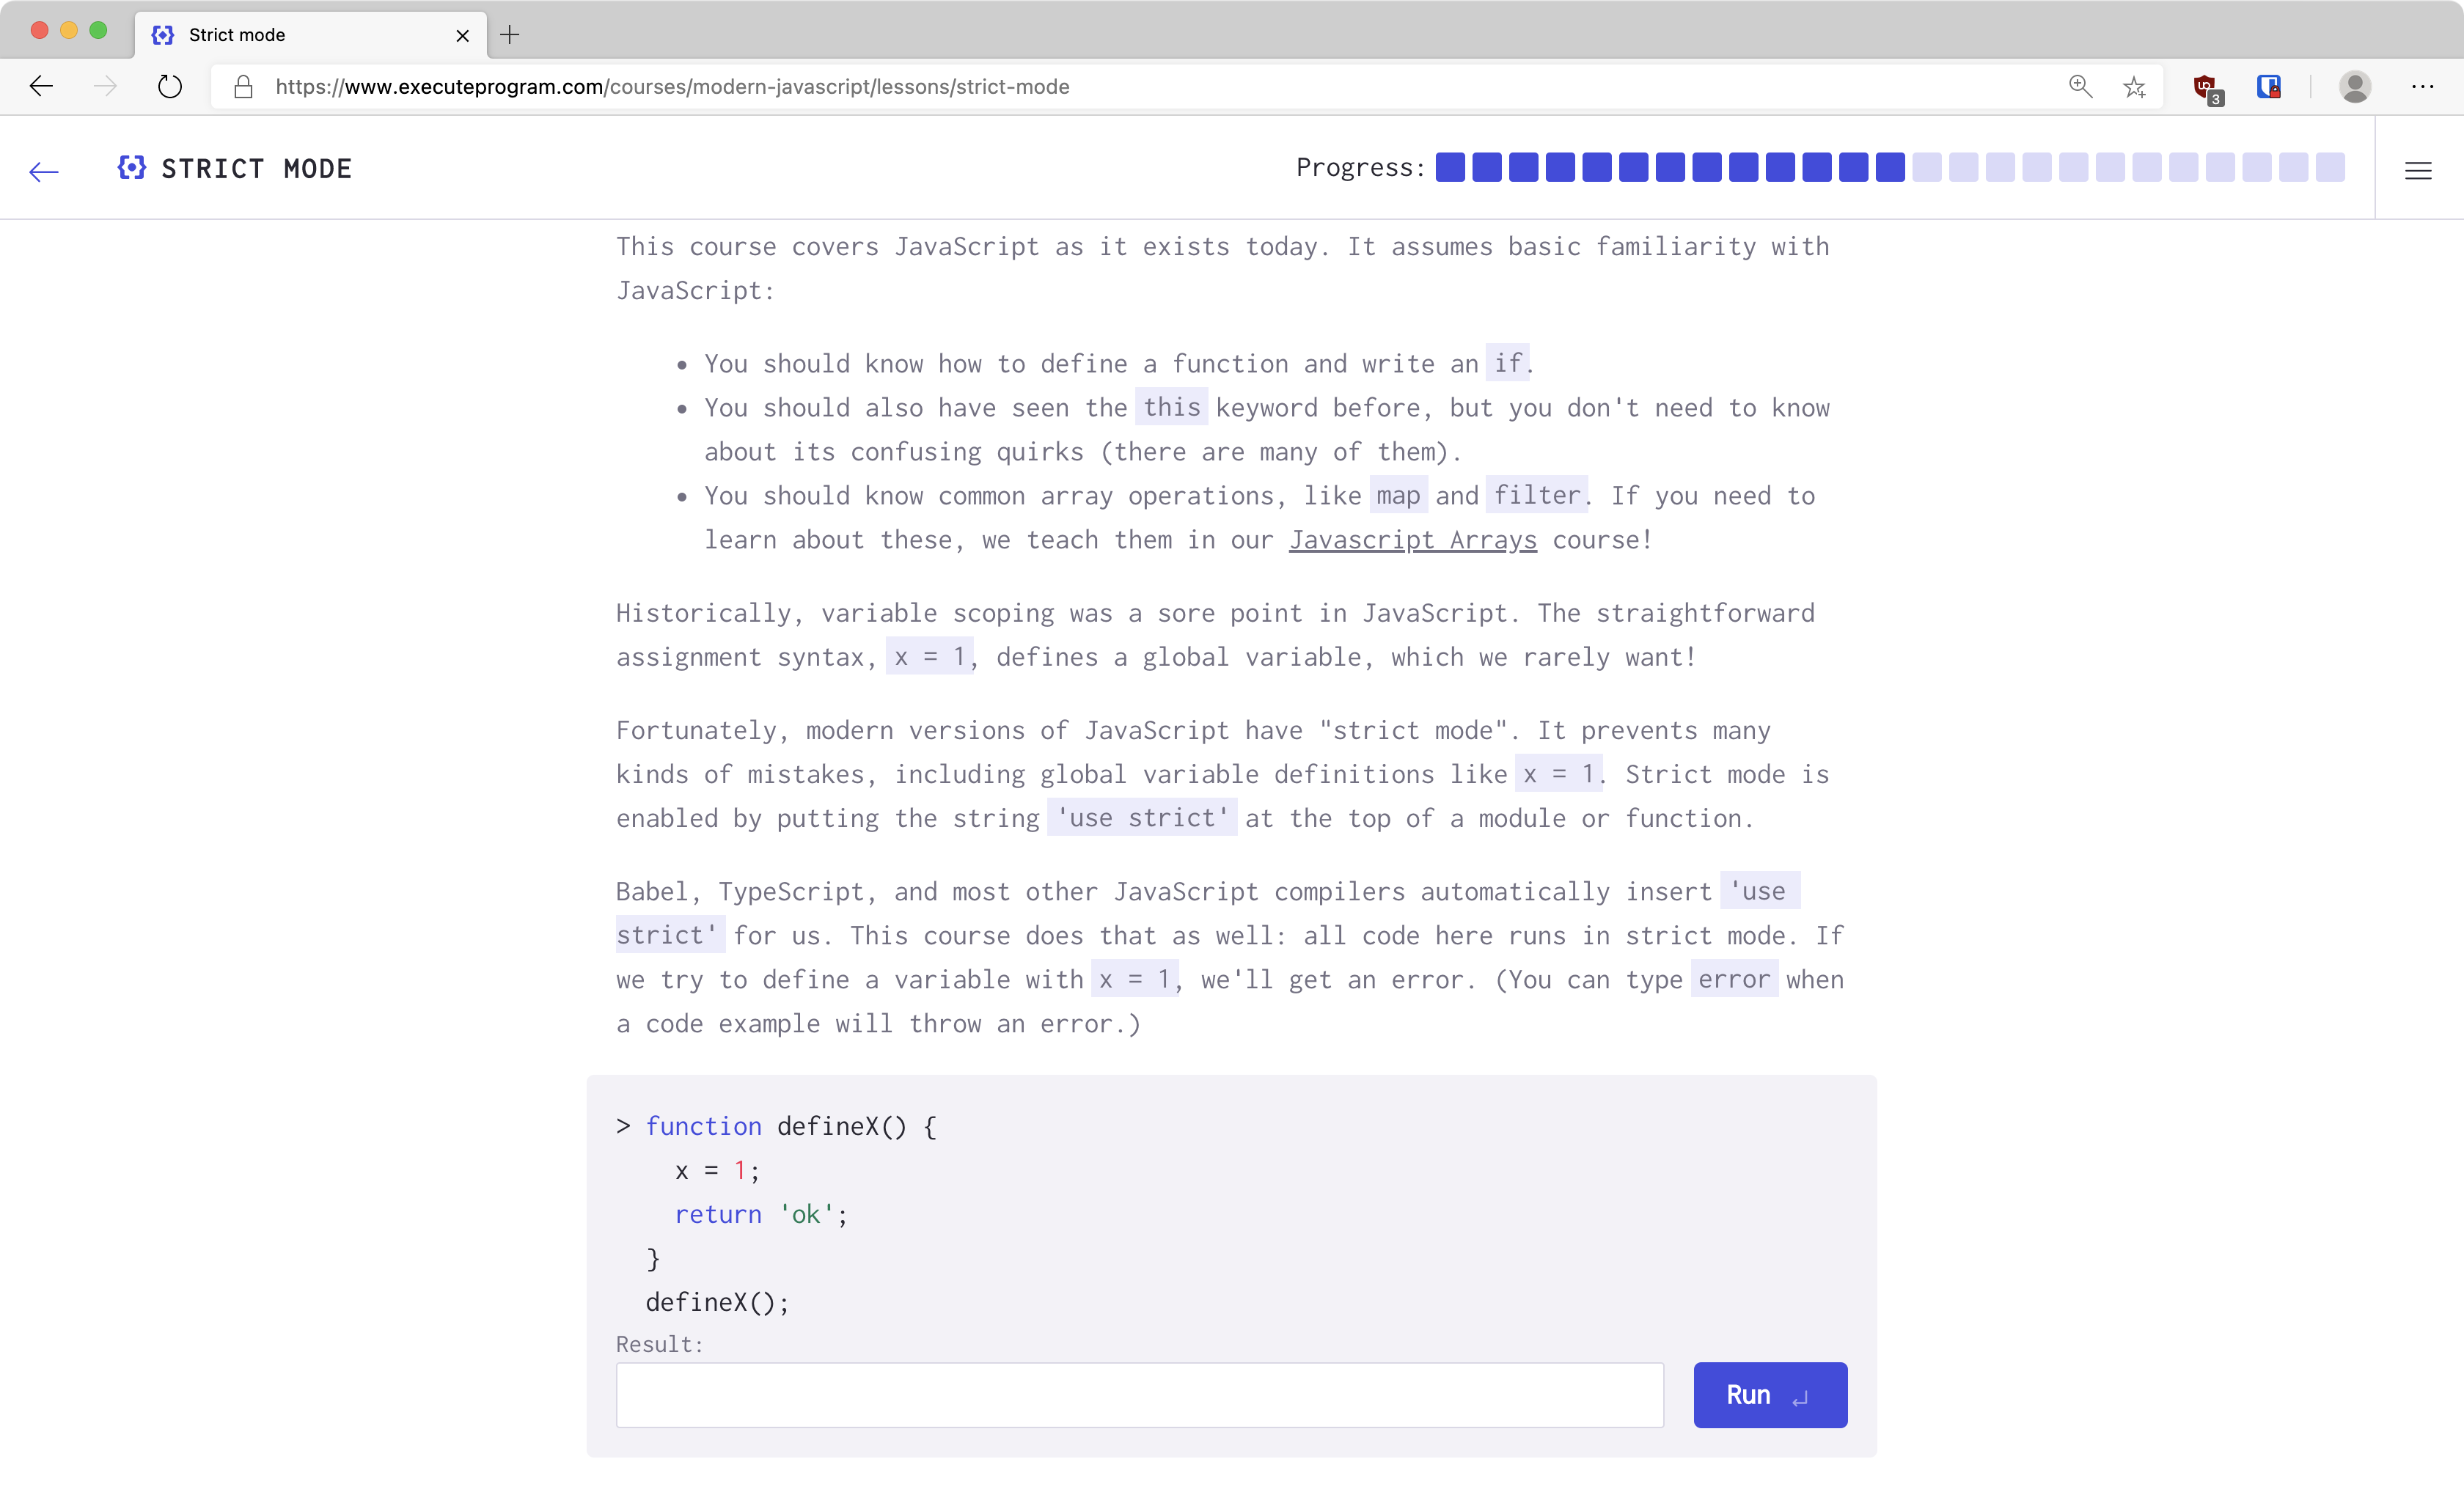 Strict mode
https://www.executeprogram.com/courses/modern-javascript/lessons/strict-mode
3
STRICT MODE
Progress:
This course covers JavaScript as it exists today. It assumes basic familiarity with
JavaScript:
• You should know how to define a function and write an if.
• You should also have seen the this keyword before, but you don't need to know
about its confusing quirks (there are many of them).
• You should know common array operations, like map and filter. If you need to
learn about these, we teach them in our Javascript Arrays course!
Historically, variable scoping was a sore point in JavaScript. The straightforward
assignment syntax, x = 1, defines a global variable, which we rarely want!
Fortunately, modern versions of JavaScript have "strict mode". It prevents many
kinds of mistakes, including global variable definitions like x = 1. Strict mode is
enabled by putting the string 'use strict' at the top of a module or function.
Babel, TypeScript, and most other JavaScript compilers automatically insert 'use
strict' for us. This course does that as well: all code here runs in strict mode. If
we try to define a variable with x = 1, we'll get an error. (You can type error when
a code example will throw an error.)
> function defineX() {
x = 1;
return 'ok';
}
defineX();
Result:
Run